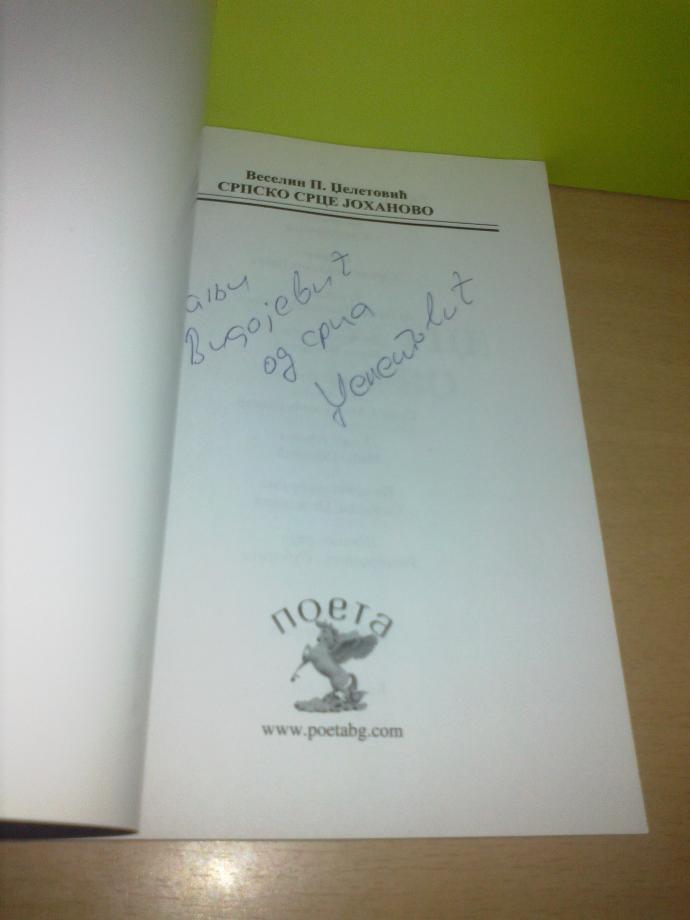 Веселин П. Џелетовић
СРПСКО СРЦЕ ЈОХАНОВО
Видојевић
од срца
Џелетовић
поета
www.poetabg.com